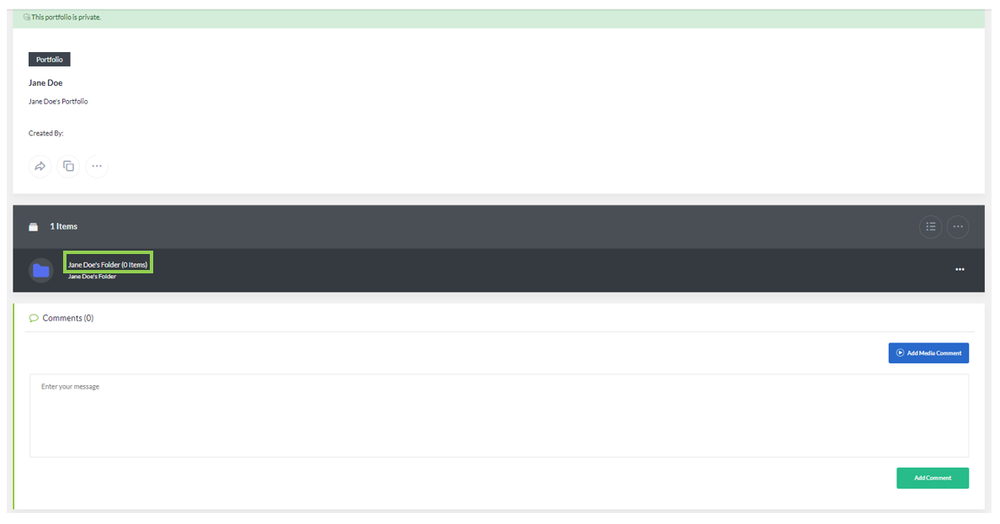 This portfolio is private.
Portfolio
Jane Doe
Jane Doe's Portfolio
Created By:
1 Items
Jane Doe's Folder (0 Items)
Jane Doe's Folder
Comments (0)
Add Media Comment
Enter your message
Add Comment